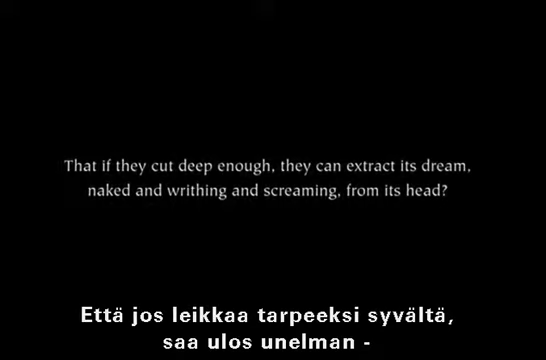 That if they cut deep enough, they can extract its dream,
naked and writhing and screaming, from its head?
Että jos leikkaa tarpeeksi syvältä,
saa ulos unelman -